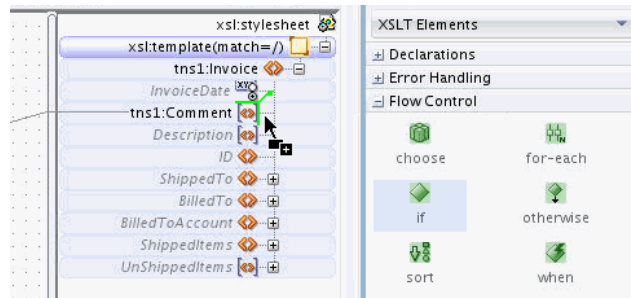 xsl:stylesheet
xsl:template(match=/)
tns1:Invoice
InvoiceDate
tns1:Comment
Description
ID
ShippedTo
BilledTo
BilledToAccount
ShippedItems
UnShippedItems
XSLT Elements
Declarations
Error Handling
Flow Control
choose for-each
if otherwise
sort when